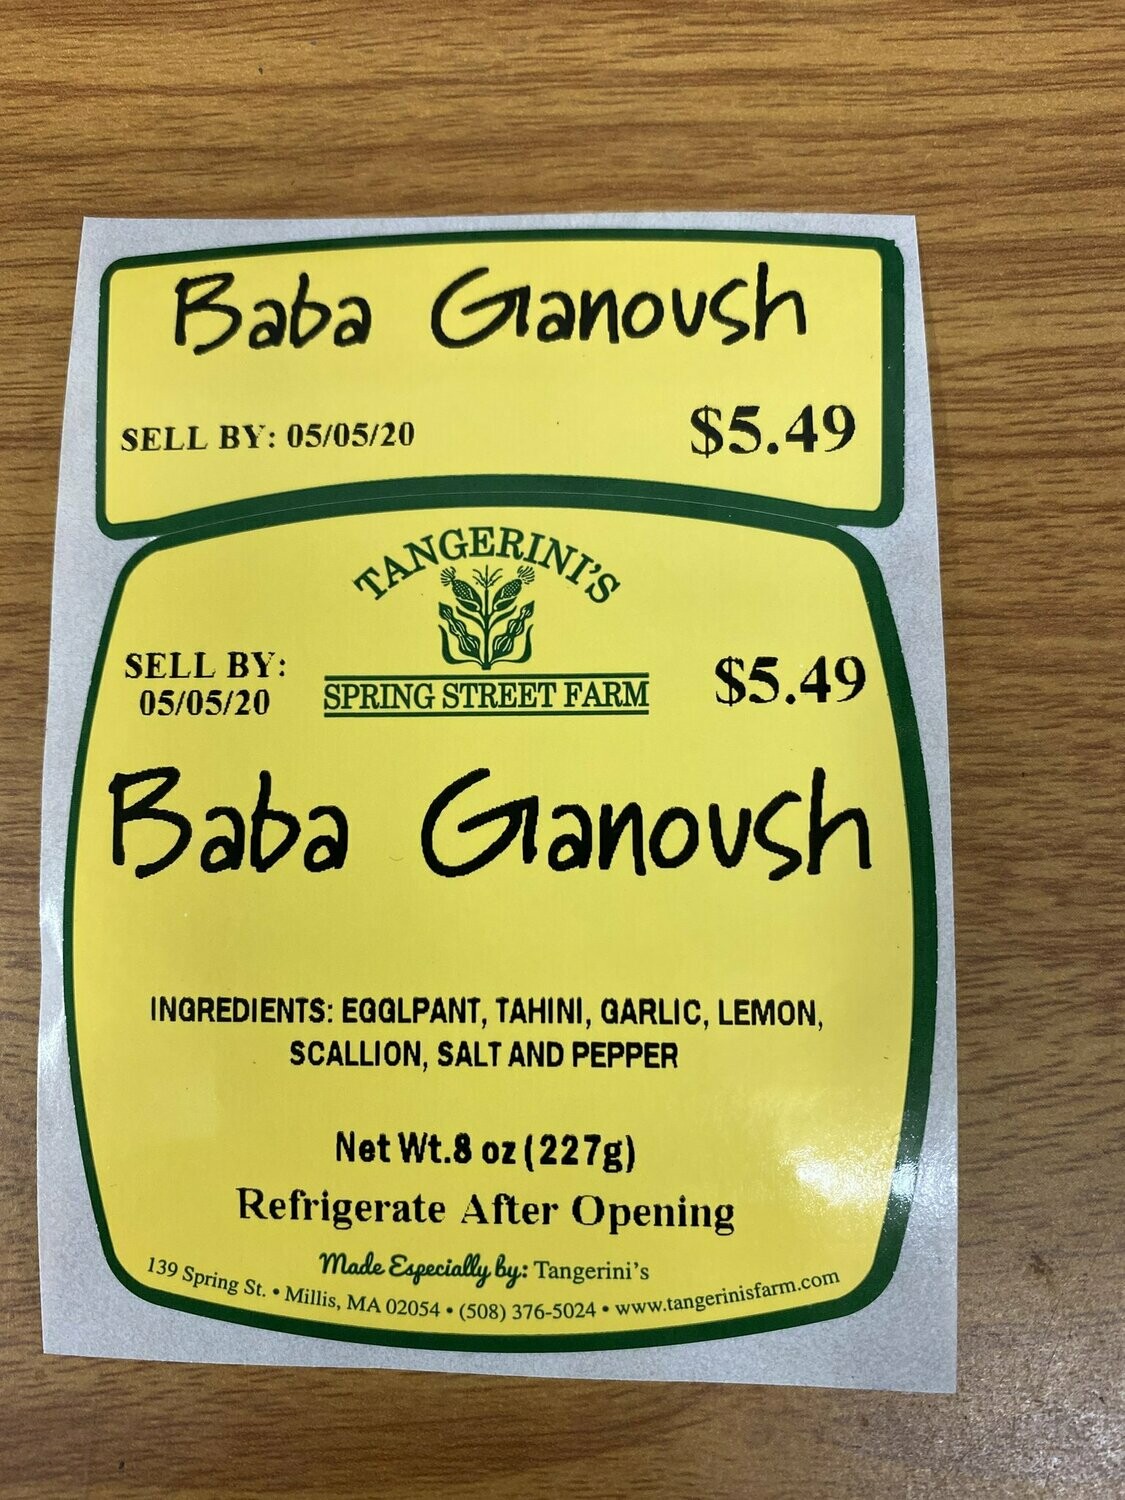 Baba Ganoush
SELL BY: 05/05/20
$5.49
TANGERINI'S
SPRING STREET FARM
SELL BY:
05/05/20
$5.49
Baba Ganoush
INGREDIENTS: EGGLPANT, TAHINI, GARLIC, LEMON,
SCALLION, SALT AND PEPPER
Net Wt.8 oz (227g)
Refrigerate After Opening
Made Especially by: Tangerini's
139 Spring St. • Millis, MA 02054 • (508) 376-5024 • www.tangerinisfarm.com